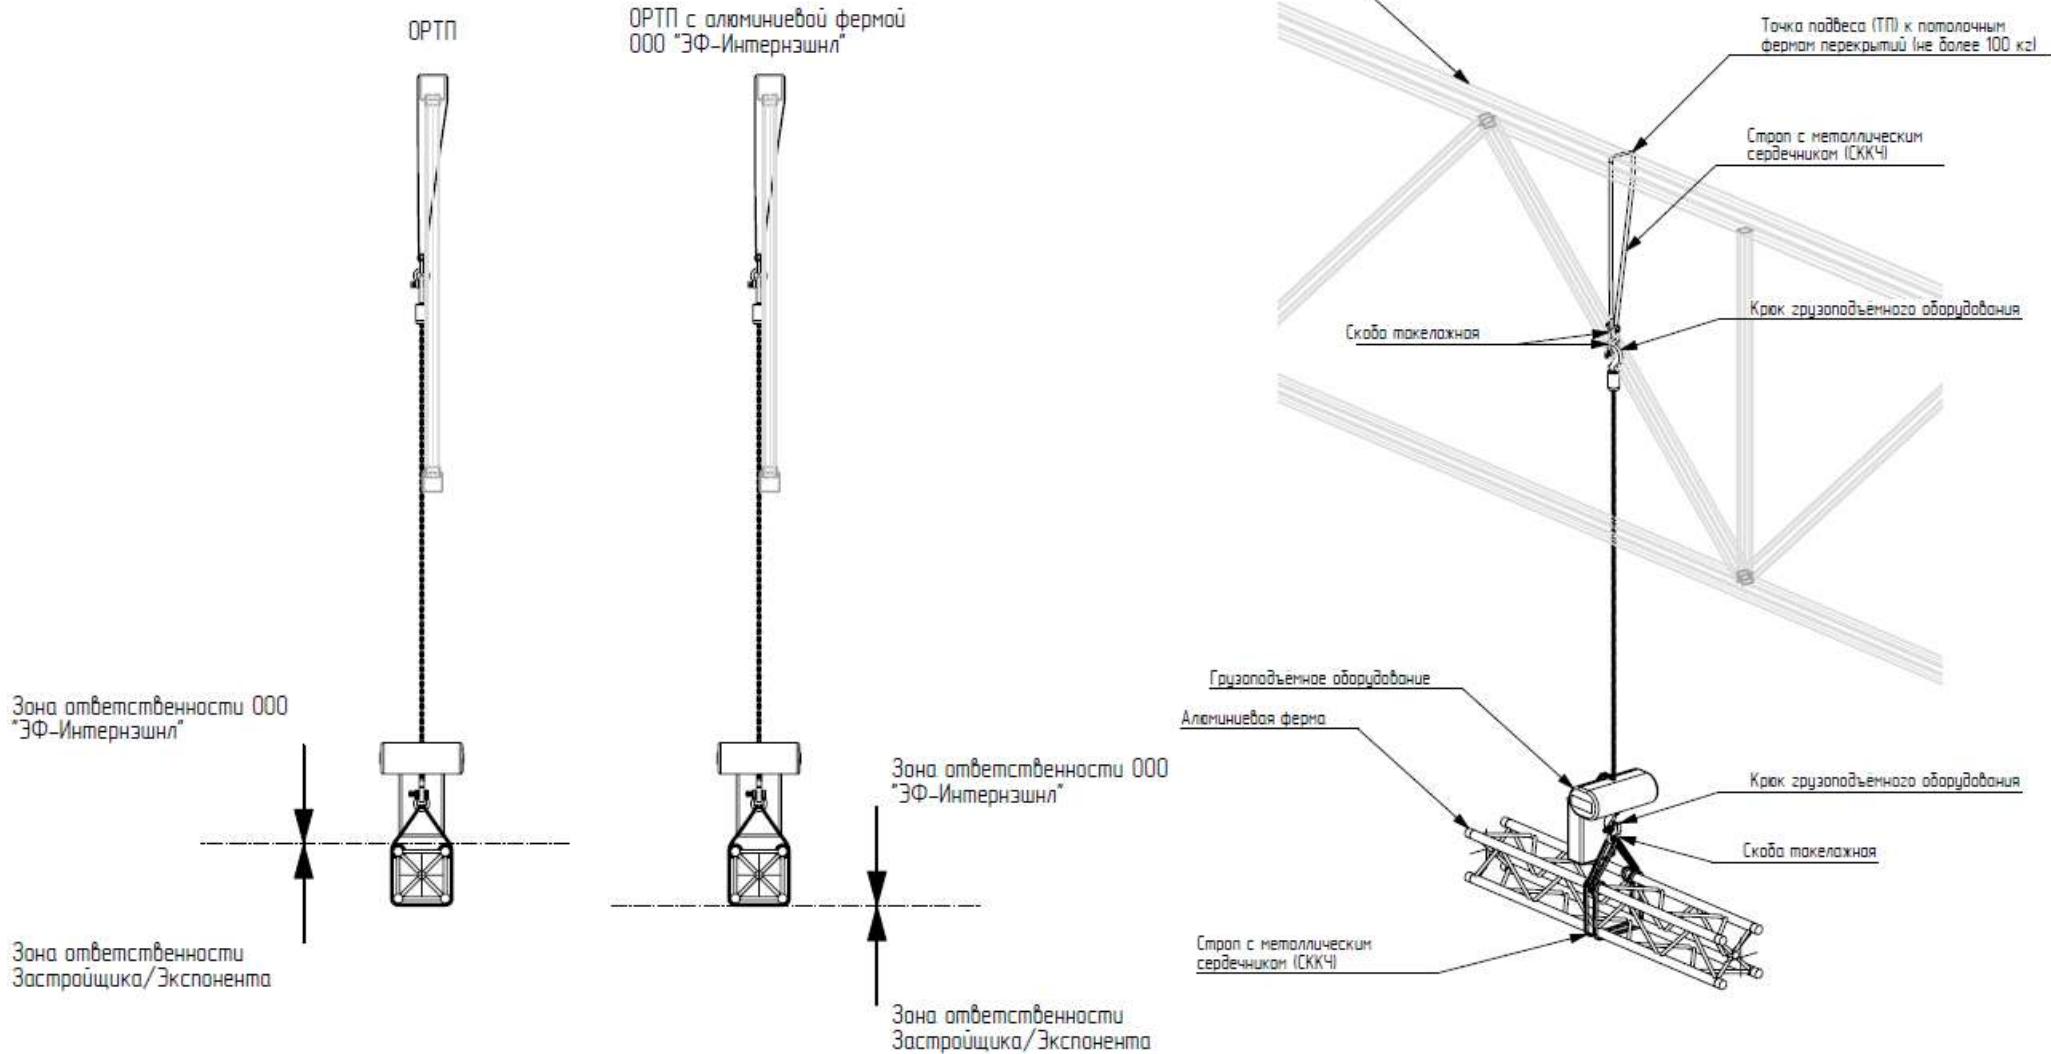 ОРТП
ОРТП с алюминиевой фермой
ООО "ЭФ-Интернэшнл"
Точка подвеса (ТП) к потолочным
фермам перекрытий (не более 100 кг)
Строп с металлическим
сердечником (СККЧ)
Крюк грузоподъёмного оборудования
Скоба такелажная
Зона ответственности ООО
"ЭФ-Интернэшнл"
Зона ответственности
Застройщика/Экспонента
Зона ответственности ООО
"ЭФ-Интернэшнл"
Зона ответственности
Застройщика/Экспонента
Грузоподъёмное оборудование
Алюминиевая ферма
Крюк грузоподъёмного оборудования
Скоба такелажная
Строп с металлическим
сердечником (СККЧ)